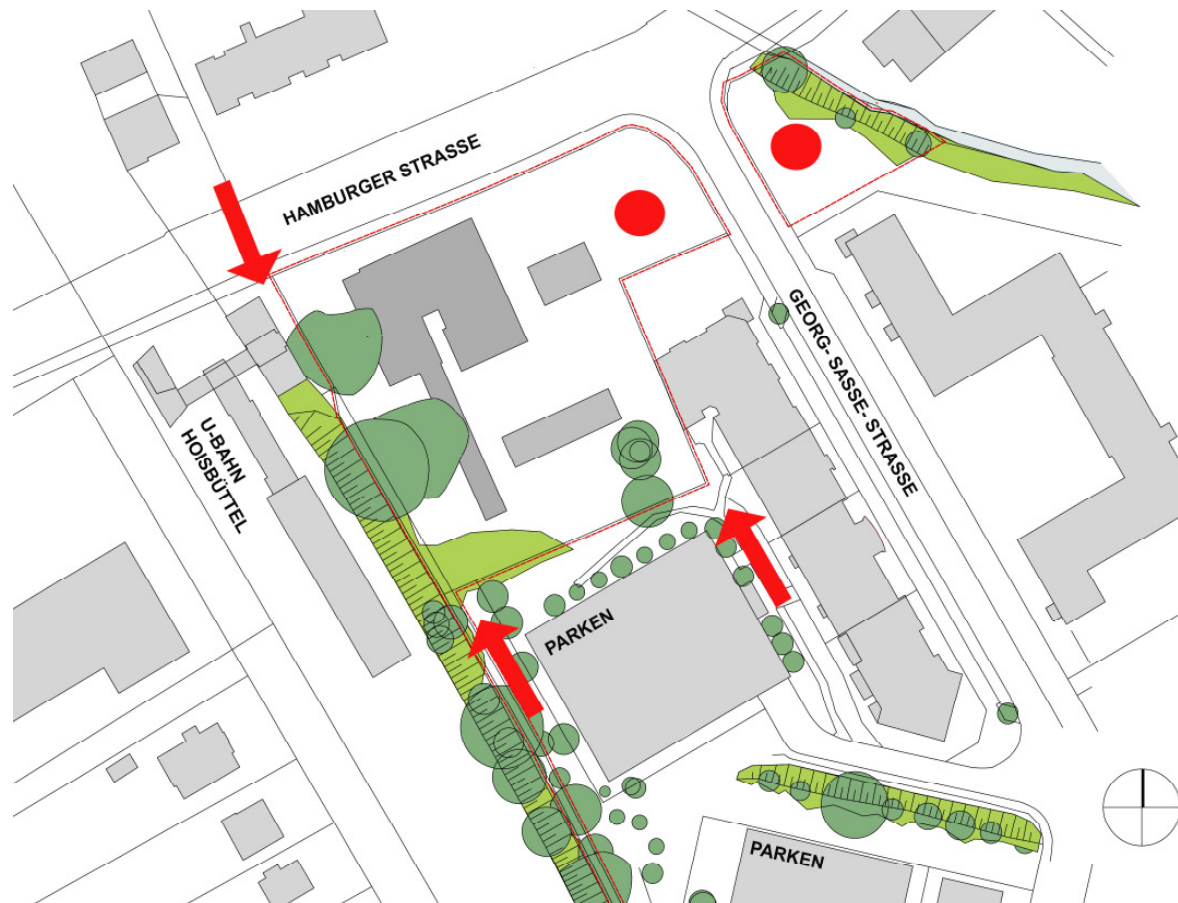 HAMBURGER STRASSE
GEORG- SASSE- STRASSE
U-BAHN
HOISBÜTTEL
PARKEN
PARKEN